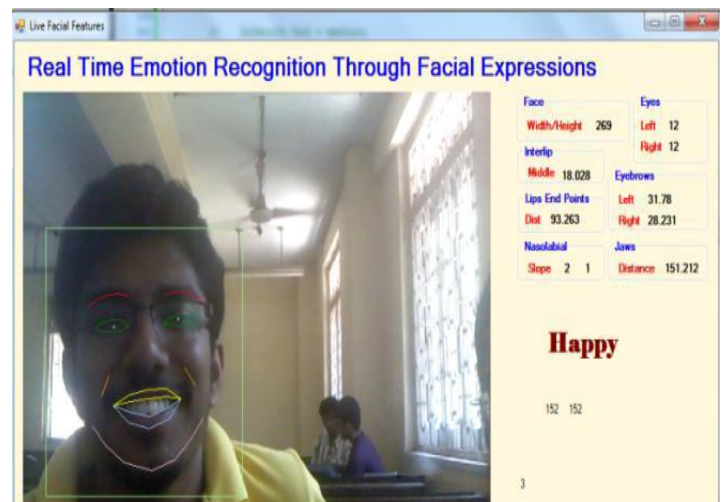 Live Facial Features
Real Time Emotion Recognition Through Facial Expressions
Face
Width/Height 269
Eyes
Left 12
Right 12
Interlip
Middle 18.028
Eyebrows
Left 31.78
Right 28.231
Lips End Points
Dist 93.263
Nasolabial
Slope 2 1
Jaws
Distance 151.212
Happy
152 152
3